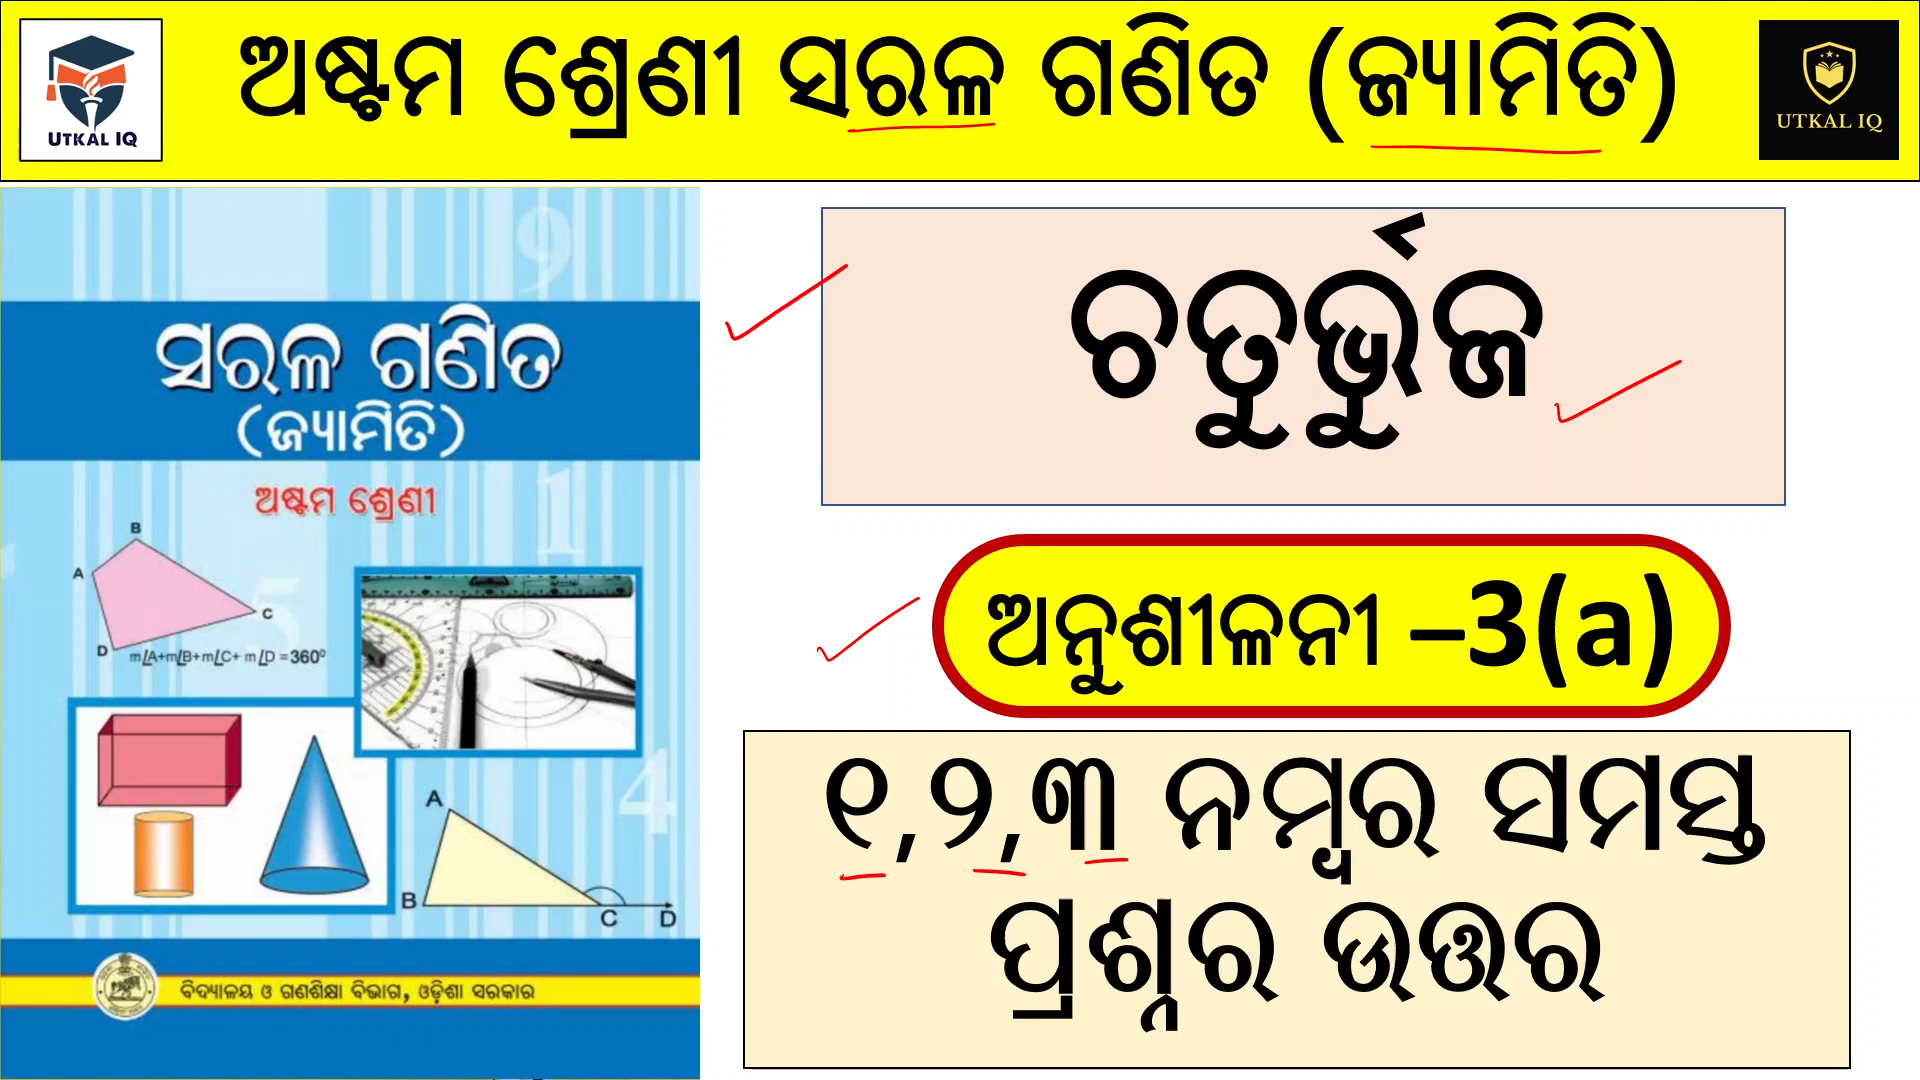 ଅଷ୍ଟମ ଶ୍ରେଣୀ ସରଳ ଗଣିତ (ଜ୍ୟାମିତି)
UTKAL IQ
UTKAL IQ
ସରଳ ଗଣିତ
(ଜ୍ୟାମିତି)
ଅଷ୍ଟମ ଶ୍ରେଣୀ
B
A
C
D
m∠A+m∠B+m∠C+ m∠D =360⁰
A
B
C
D
ବିଦ୍ୟାଳୟ ଓ ଗଣଶିକ୍ଷା ବିଭାଗ, ଓଡ଼ିଶା ସରକାର
ଚତୁର୍ଭୁଜ
ଅନୁଶୀଳନୀ –3(a)
୧,୨,୩ ନମ୍ବର ସମସ୍ତ
ପ୍ରଶ୍ନର ଉତ୍ତର